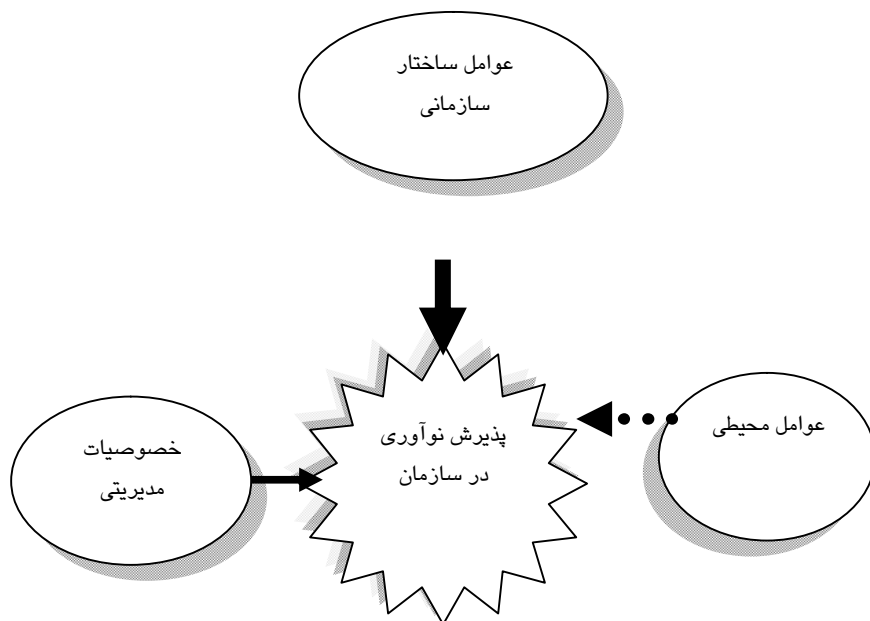 عوامل ساختار
سازمانی
عوامل محیطی
پذیرش نوآوری
در سازمان
خصوصیات
مدیریتی